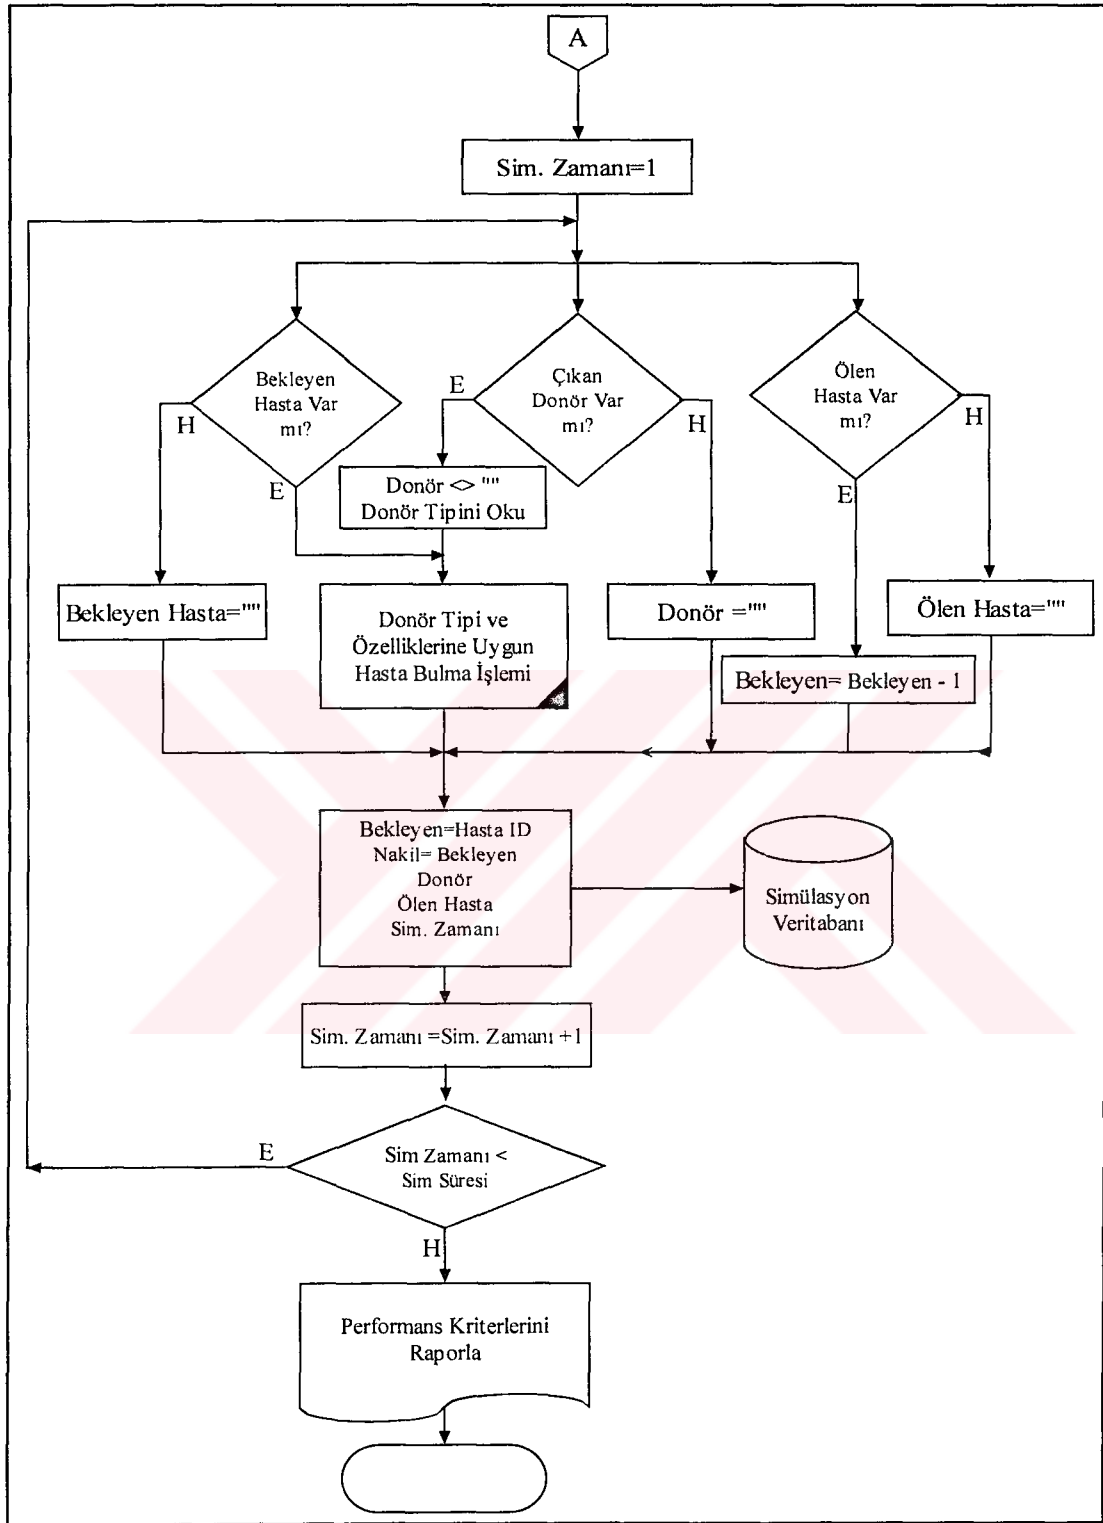 A
Sim. Zamanı=1
Bekleyen
Hasta Var
mı?
H
E
Çıkan
Donör Var
mı?
E
H
Ölen
Hasta Var
mı?
H
E
Donör <> ""
Donör Tipini Oku
Bekleyen Hasta=""
Donör Tipi ve
Özelliklerine Uygun
Hasta Bulma İşlemi
Donör =""
Ölen Hasta=""
Bekleyen= Bekleyen - 1
Bekleyen=Hasta ID
Nakil= Bekleyen
Donör
Ölen Hasta
Sim. Zamanı
Simülasyon
Veritabanı
Sim. Zamanı =Sim. Zamanı +1
E
Sim Zamanı <
Sim Süresi
H
Performans Kriterlerini
Raporla